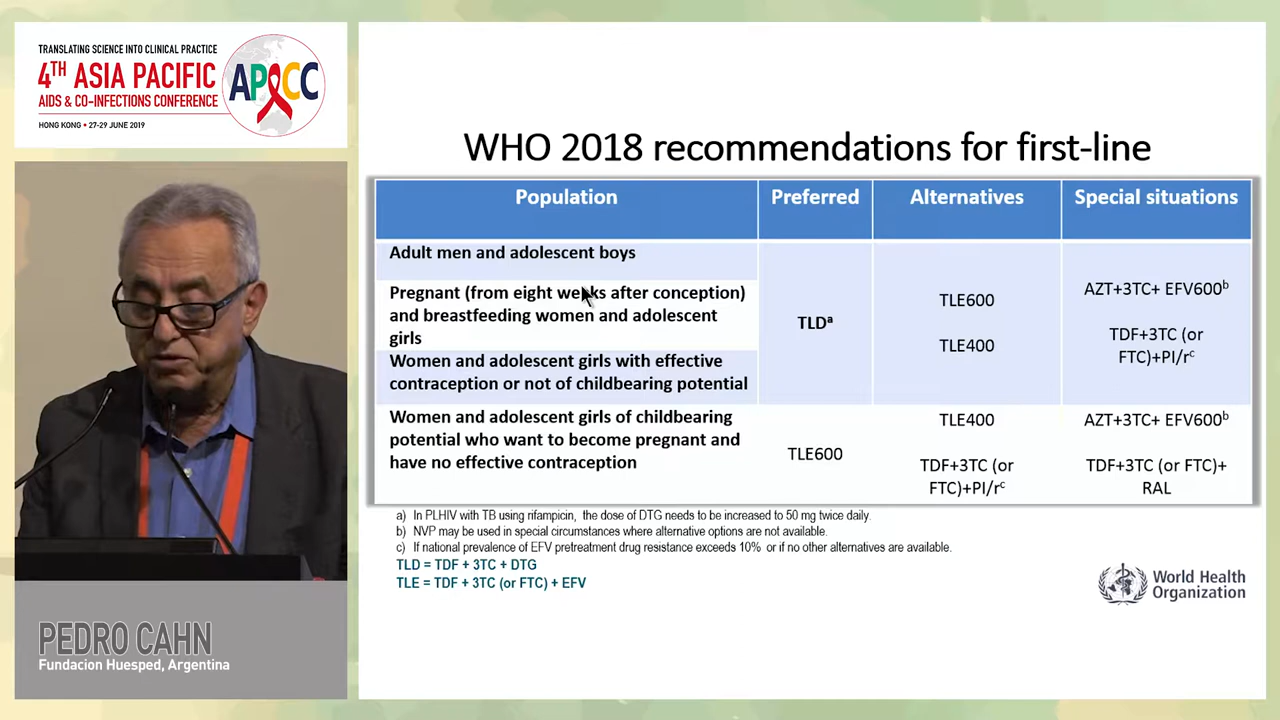 TRANSLATING SCIENCE INTO CLINICAL PRACTICE
4TH ASIA PACIFIC
AIDS & CO-INFECTIONS CONFERENCE
HONG KONG • 27-29 JUNE 2019
APACC
WHO 2018 recommendations for first-line
Population Preferred Alternatives Special situations
Adult men and adolescent boys
Pregnant (from eight weeks after conception)
and breastfeeding women and adolescent
girls
Women and adolescent girls with effective
contraception or not of childbearing potential
TLDᵃ
TLE600
TLE400
AZT+3TC+ EFV600ᵇ
TDF+3TC (or
FTC)+PI/rᶜ
Women and adolescent girls of childbearing
potential who want to become pregnant and
have no effective contraception
TLE600
TLE400
TDF+3TC (or
FTC)+PI/rᶜ
AZT+3TC+ EFV600ᵇ
TDF+3TC (or FTC)+
RAL
a) In PLHIV with TB using rifampicin, the dose of DTG needs to be increased to 50 mg twice daily.
b) NVP may be used in special circumstances where alternative options are not available.
c) If national prevalence of EFV pretreatment drug resistance exceeds 10% or if no other alternatives are available.
TLD = TDF + 3TC + DTG
TLE = TDF + 3TC (or FTC) + EFV
World Health
Organization
PEDRO CAHN
Fundacion Huesped, Argentina